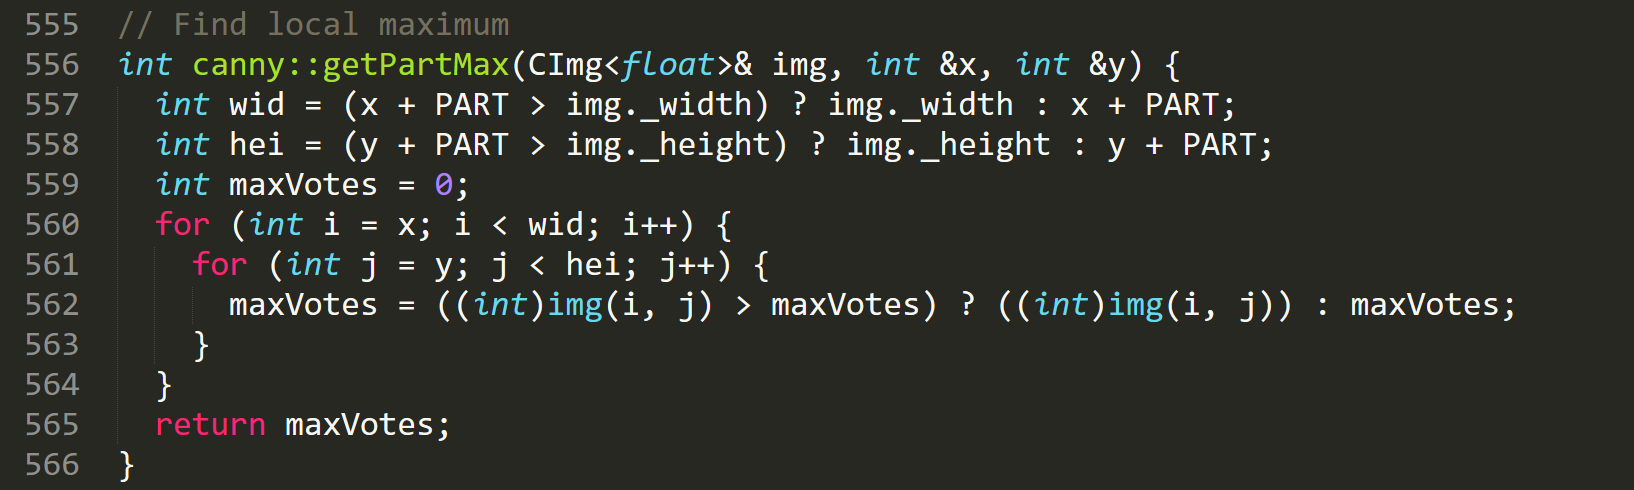 555 // Find local maximum
556 int canny::getPartMax(CImg<float>& img, int &x, int &y) {
557   int wid = (x + PART > img._width) ? img._width : x + PART;
558   int hei = (y + PART > img._height) ? img._height : y + PART;
559   int maxVotes = 0;
560   for (int i = x; i < wid; i++) {
561     for (int j = y; j < hei; j++) {
562       maxVotes = ((int)img(i, j) > maxVotes) ? ((int)img(i, j)) : maxVotes;
563     }
564   }
565   return maxVotes;
566 }